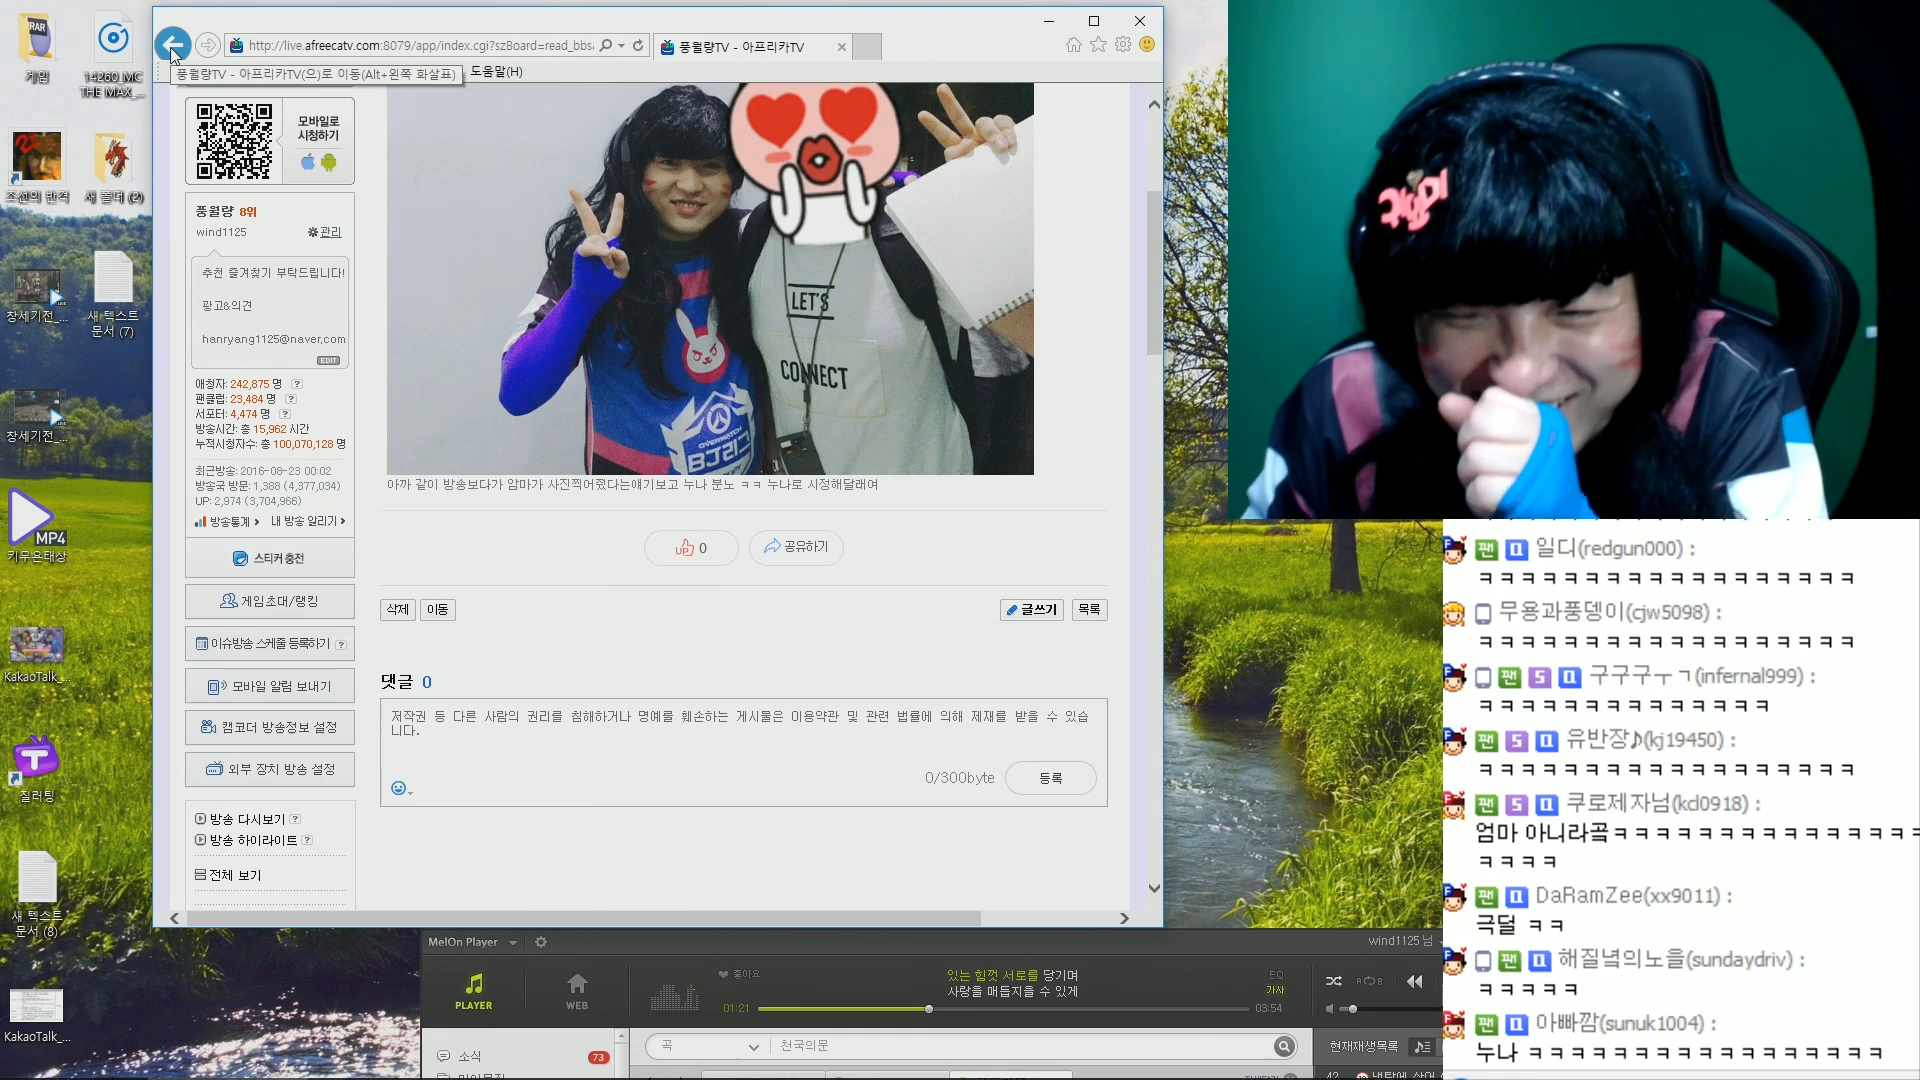 게임
14260_MC
THE MAX_...
조선의 반격
새 폴더 (2)
창세기전_...
새 텍스트
문서 (7)
창세기전_...
MP4
키무욘태상
KakaoTalk_...
질러팅
새 텍스트
문서 (8)
KakaoTalk_...
http://live.afreecatv.com:8079/app/index.cgi?szBoard=read_bbs
풍월량TV - 아프리카TV
풍월량TV - 아프리카TV(으)로 이동(Alt+왼쪽 화살표)
도움말(H)
모바일로
시청하기
풍월량 8위
wind1125
관리
추천 즐겨찾기 부탁드립니다!
광고&의견
hanryang1125@naver.com
EDIT
애청자: 242,875 명 ?
팬클럽: 23,484 명 ?
서포터: 4,474 명 ?
방송시간: 총 15,962 시간
누적시청자수: 총 100,070,128 명
최근방송: 2016-08-23 00:02
방송국 방문: 1,388 (4,377,034)
UP: 2,974 (3,704,966)
방송통계 내 방송 알리기
스티커 충전
게임초대/랭킹
이슈방송 스케줄 등록하기 ?
모바일 알림 보내기
캠코더 방송정보 설정
외부 장치 방송 설정
방송 다시보기 ?
방송 하이라이트 ?
전체 보기
LET'S
CONNECT
OVERWATCH
BJ리그
아까 같이 방송보다가 암마가 사진찍어줬다는얘기보고 누나 분노 ㅋㅋ 누나로 시정해달래여
UP 0
공유하기
삭제 이동
글쓰기 목록
댓글 0
저작권 등 다른 사람의 권리를 침해하거나 명예를 훼손하는 게시물은 이용약관 및 관련 법률에 의해 제재를 받을 수 있습
니다.
0/300byte
등록
MelOn Player
wind1125 님
PLAYER
WEB
좋아요
있는 힘껏 서로를 당기며
사랑을 매듭지을 수 있게
01:21
03:54
EQ
가사
소식
73
곡
천국의문
현재재생목록
일디(redgun000) :
ㅋㅋㅋㅋㅋㅋㅋㅋㅋㅋㅋㅋㅋㅋㅋㅋㅋㅋ
무용과풍뎅이(cjw5098) :
ㅋㅋㅋㅋㅋㅋㅋㅋㅋㅋㅋㅋㅋㅋㅋㅋㅋㅋ
구구구ㅜㄱ(infernal999) :
ㅋㅋㅋㅋㅋㅋㅋㅋㅋㅋㅋㅋㅋㅋ
유반장♪(kj19450) :
ㅋㅋㅋㅋㅋㅋㅋㅋㅋㅋㅋㅋㅋㅋㅋㅋㅋㅋ
쿠로제자님(kcl0918) :
엄마 아니라곸ㅋㅋㅋㅋㅋㅋㅋㅋㅋㅋㅋㅋㅋ
ㅋㅋㅋㅋ
DaRamZee(xx9011) :
극덜 ㅋㅋ
해질녘의노을(sundaydriv) :
ㅋㅋㅋㅋㅋ
아빠깜(sunuk1004) :
누나 ㅋㅋㅋㅋㅋㅋㅋㅋㅋㅋㅋㅋㅋㅋㅋㅋㅋ